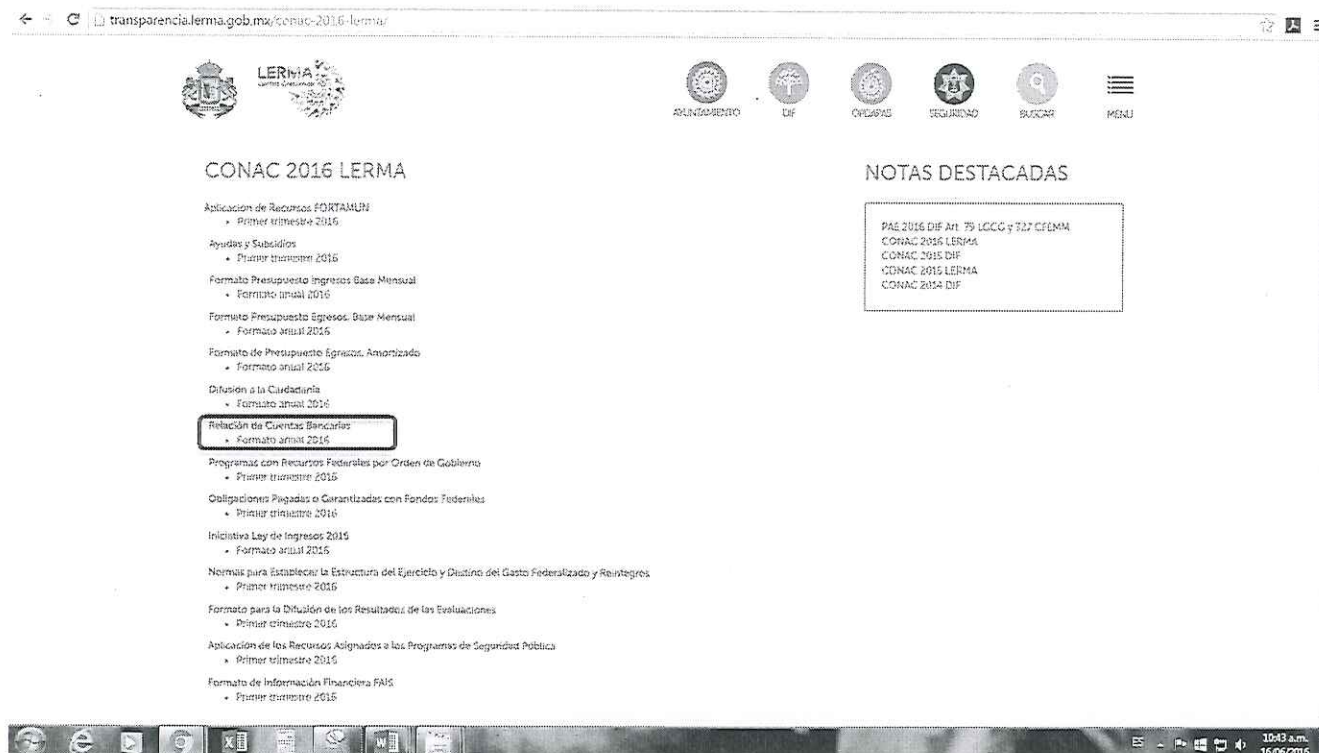 transparencia.lerma.gob.mx/conac-2016-lerma/
LERMA
AYUNTAMIENTO
DIF
OPDAPAS
SEGURIDAD
BUSCAR
MENU
CONAC 2016 LERMA
Aplicación de Recursos FORTAMUN
• Primer trimestre 2016
Ayudas y Subsidios
• Primer trimestre 2016
Formato Presupuesto Ingresos Base Mensual
• Formato anual 2016
Formato Presupuesto Egresos. Base Mensual
• Formato anual 2016
Formato de Presupuesto Egresos. Armonizado
• Formato anual 2016
Difusión a la Ciudadanía
• Formato anual 2016
Relación de Cuentas Bancarias
• Formato anual 2016
Programas con Recursos Federales por Orden de Gobierno
• Primer trimestre 2016
Obligaciones Pagadas o Garantizadas con Fondos Federales
• Primer trimestre 2016
Iniciativa Ley de Ingresos 2016
• Formato anual 2016
Normas para Establecer la Estructura del Ejercicio y Destino del Gasto Federalizado y Reintegros
• Primer trimestre 2016
Formato para la Difusión de los Resultados de las Evaluaciones
• Primer trimestre 2016
Aplicación de los Recursos Asignados a los Programas de Seguridad Pública
• Primer trimestre 2016
Formato de Información Financiera FAIS
• Primer trimestre 2016
NOTAS DESTACADAS
PAE 2016 DIF Art. 79 LGCG y 327 CFEMM
CONAC 2016 LERMA
CONAC 2015 DIF
CONAC 2015 LERMA
CONAC 2014 DIF
ES
10:43 a.m.
16/06/2016